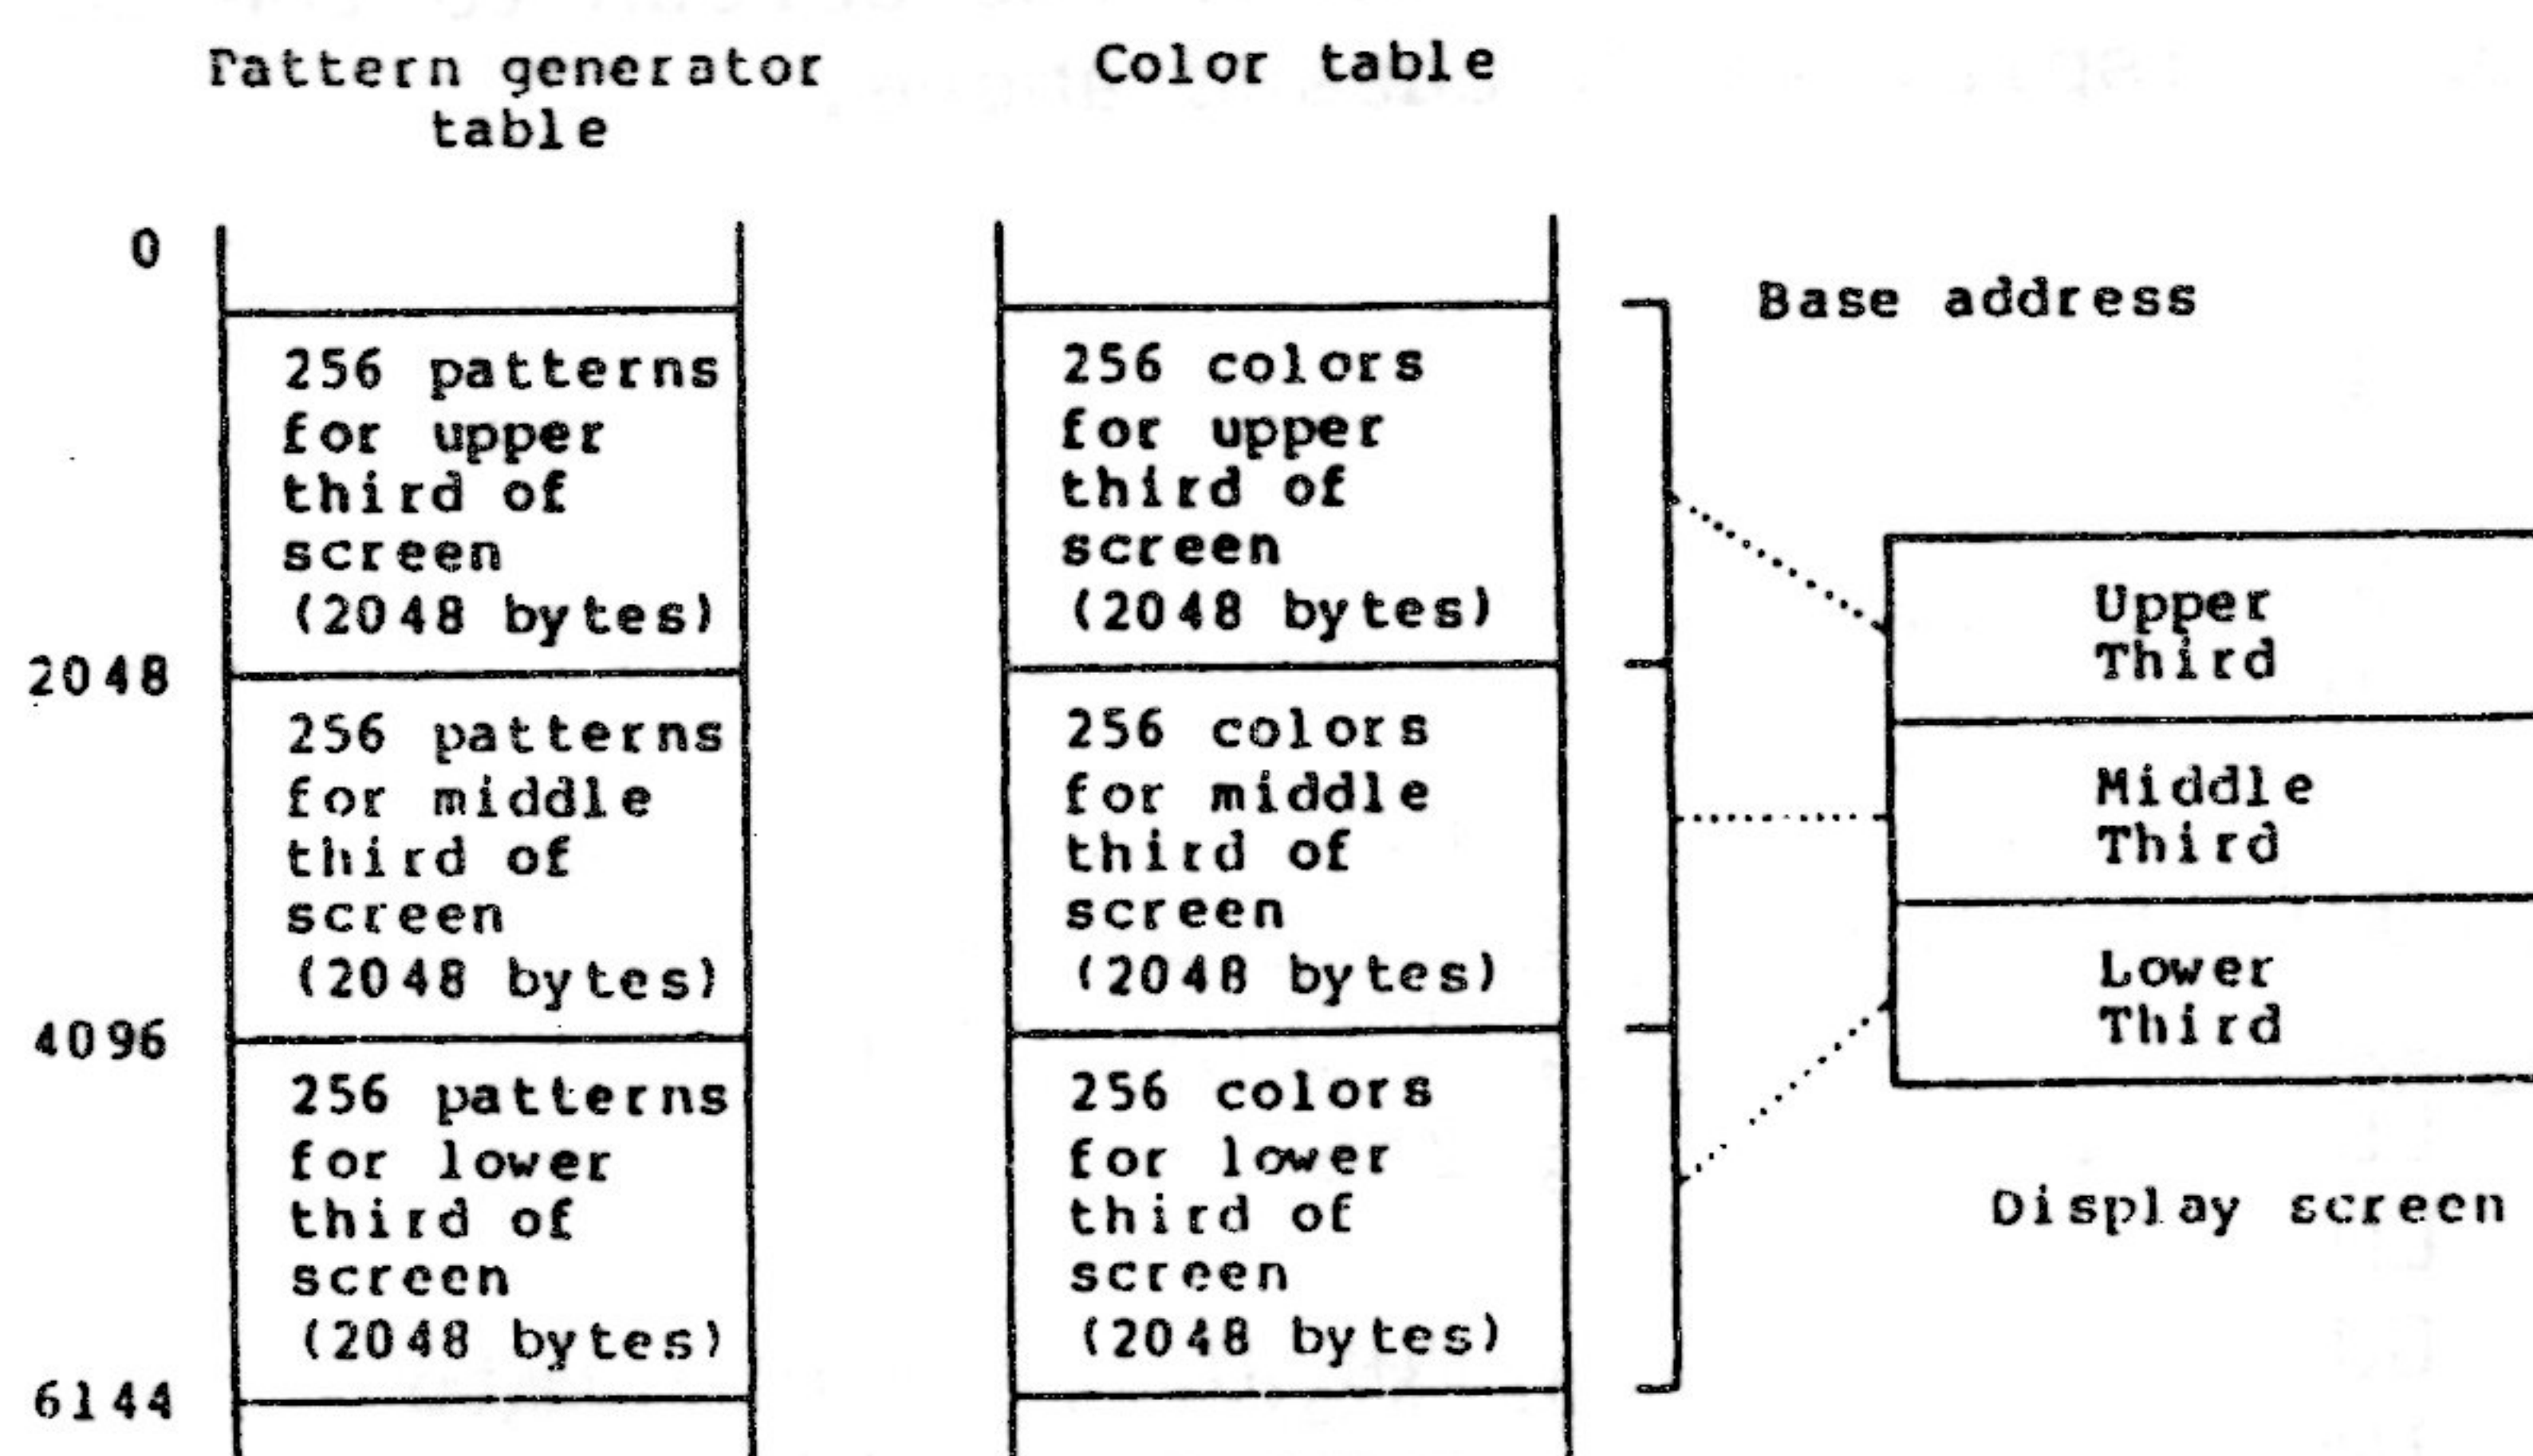 Pattern generator
table
Color table
0
Base address
256 patterns
for upper
third of
screen
(2048 bytes)
256 colors
for upper
third of
screen
(2048 bytes)
Upper
Third
2048
256 patterns
for middle
third of
screen
(2048 bytes)
256 colors
for middle
third of
screen
(2048 bytes)
Middle
Third
4096
256 patterns
for lower
third of
screen
(2048 bytes)
256 colors
for lower
third of
screen
(2048 bytes)
Lower
Third
Display screen
6144